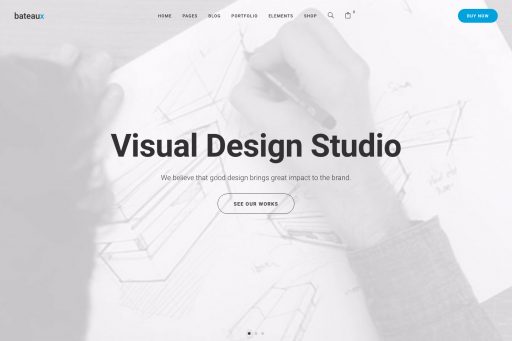 bateaux
HOME PAGES BLOG PORTFOLIO ELEMENTS SHOP
0
BUY NOW
Visual Design Studio
We believe that good design brings great impact to the brand.
SEE OUR WORKS